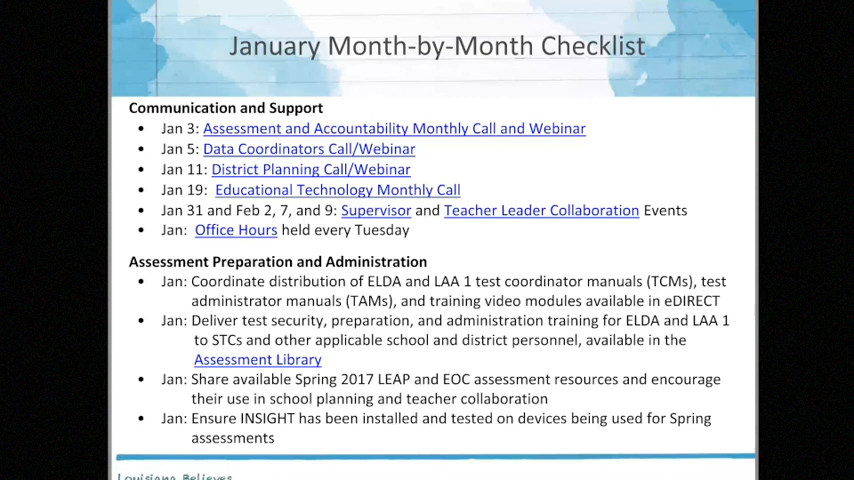 January Month-by-Month Checklist
Communication and Support
• Jan 3: Assessment and Accountability Monthly Call and Webinar
• Jan 5: Data Coordinators Call/Webinar
• Jan 11: District Planning Call/Webinar
• Jan 19: Educational Technology Monthly Call
• Jan 31 and Feb 2, 7, and 9: Supervisor and Teacher Leader Collaboration Events
• Jan: Office Hours held every Tuesday
Assessment Preparation and Administration
• Jan: Coordinate distribution of ELDA and LAA 1 test coordinator manuals (TCMs), test
administrator manuals (TAMs), and training video modules available in eDIRECT
• Jan: Deliver test security, preparation, and administration training for ELDA and LAA 1
to STCs and other applicable school and district personnel, available in the
Assessment Library
• Jan: Share available Spring 2017 LEAP and EOC assessment resources and encourage
their use in school planning and teacher collaboration
• Jan: Ensure INSIGHT has been installed and tested on devices being used for Spring
assessments
Louisiana Believes